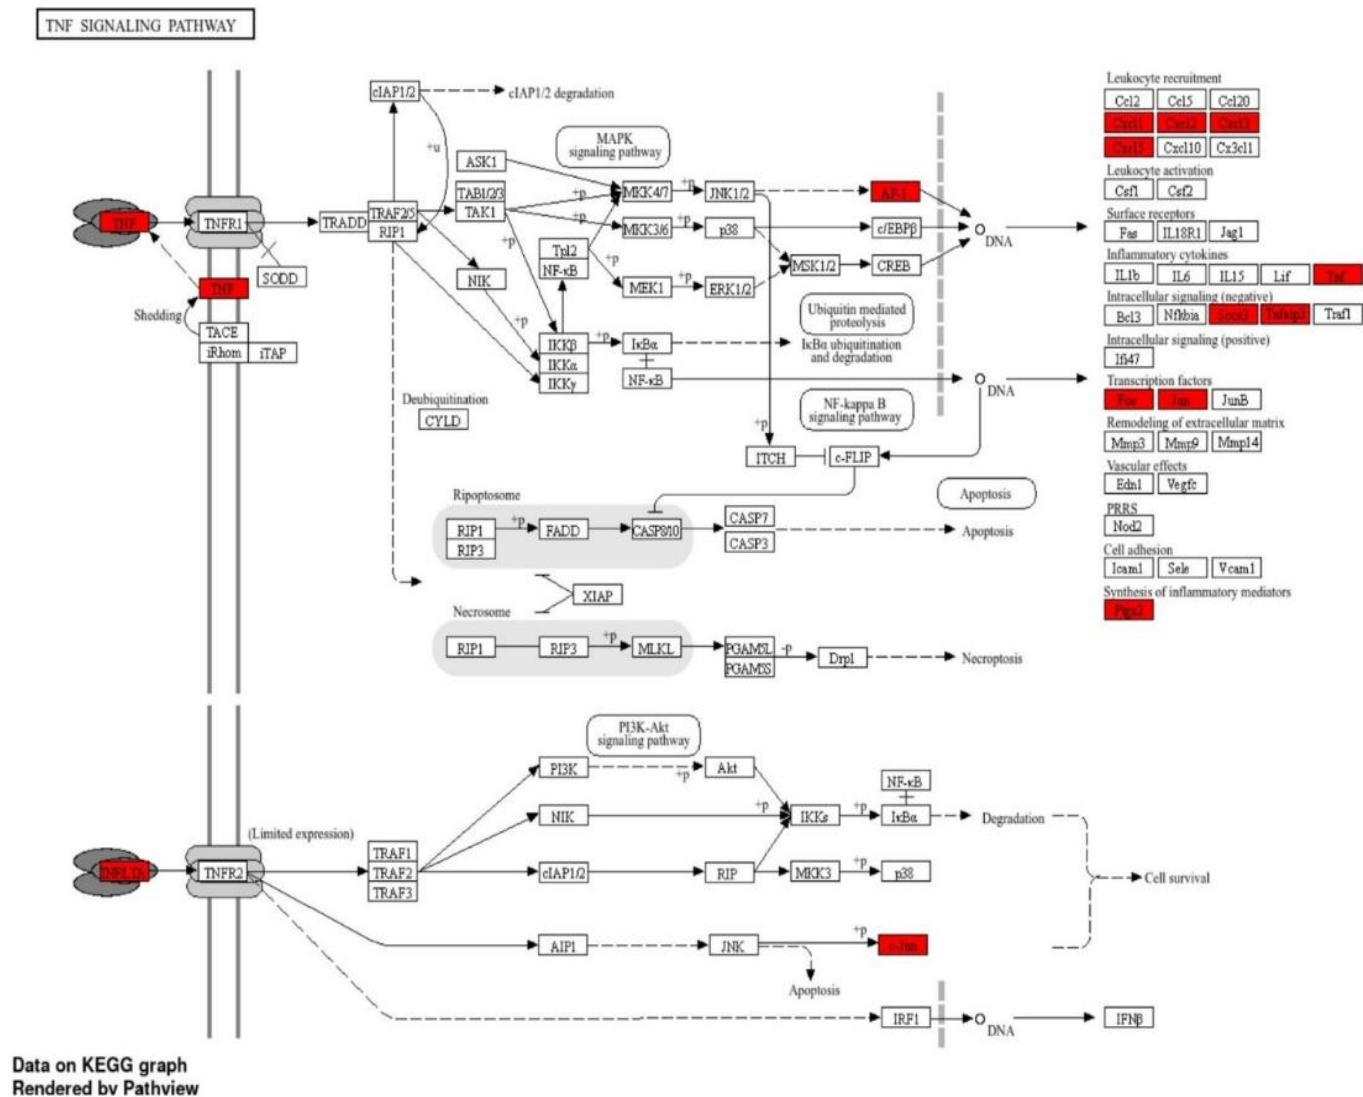 TNF SIGNALING PATHWAY
cIAP1/2
cIAP1/2 degradation
+u
MAPK
signaling pathway
ASK1
TAB1/2/3
TAK1
+p
MKK4/7
+p
JNK1/2
AP-1
TNF
TNFR1
TRADD
TRAF2/5
RIP1
+p
MKK3/6
+p
p38
c/EBPβ
DNA
SODD
+p
Tpl2
NF-κB
+p
MSK1/2
CREB
NIK
MEK1
+p
ERK1/2
TNF
Shedding
TACE
iRhom
iTAP
+p
Ubiquitin mediated
proteolysis
IKKβ
IKKα
IKKγ
+p
IκBα
IκBα ubiquitination
and degradation
NF-κB
DNA
Deubiquitination
CYLD
NF-kappa B
signaling pathway
+p
ITCH
c-FLIP
Ripoptosome
Apoptosis
RIP1
RIP3
+p
FADD
CASP8/10
CASP7
CASP3
Apoptosis
XIAP
Necrosome
RIP1
RIP3
+p
MLKL
PGAM5L
PGAM5S
-p
Drp1
Necroptosis
Leukocyte recruitment
Ccl2 Ccl5 Ccl20
Cxcl1 Cxcl2 Cxcl3
Cxcl5 Cxcl10 Cx3cl1
Leukocyte activation
Csf1 Csf2
Surface receptors
Fas IL18R1 Jag1
Inflammatory cytokines
IL1b IL6 IL15 Lif Tnf
Intracellular signaling (negative)
Bcl3 Nfkbia Socs3 Tnfaip3 Traf1
Intracellular signaling (positive)
Ifi47
Transcription factors
Fos Jun JunB
Remodeling of extracellular matrix
Mmp3 Mmp9 Mmp14
Vascular effects
Edn1 Vegfc
PRRS
Nod2
Cell adhesion
Icam1 Sele Vcam1
Synthesis of inflammatory mediators
Ptgs2
PI3K-Akt
signaling pathway
PI3K
+p
Akt
NF-κB
(Limited expression)
NIK
+p
IKKs
+p
IκBα
Degradation
TNFR2
TRAF1
TRAF2
TRAF3
cIAP1/2
RIP
MKK3
+p
p38
Cell survival
AIP1
JNK
+p
c-Jun
Apoptosis
IRF1
DNA
IFNβ
Data on KEGG graph
Rendered by Pathview